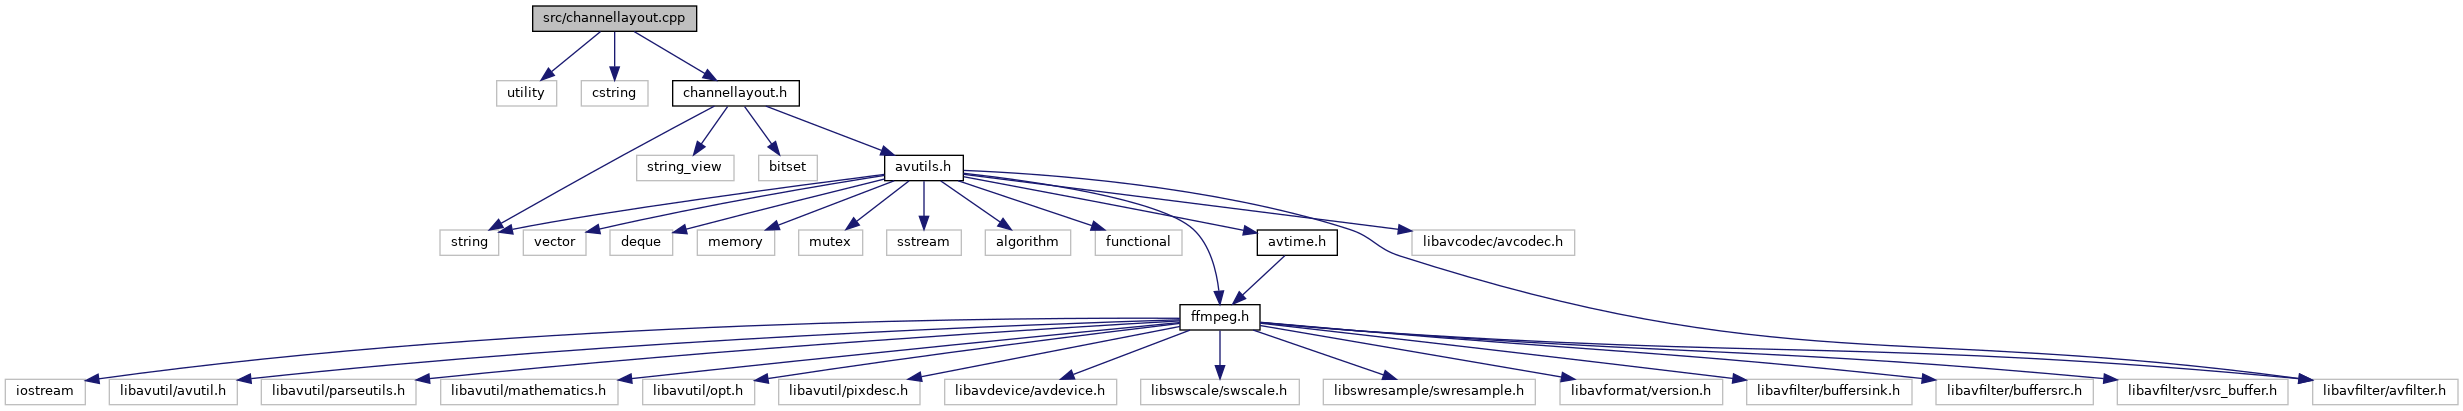 src/channellayout.cpp
utility
cstring
channellayout.h
string_view
bitset
avutils.h
string
vector
deque
memory
mutex
sstream
algorithm
functional
avtime.h
libavcodec/avcodec.h
ffmpeg.h
iostream
libavutil/avutil.h
libavutil/parseutils.h
libavutil/mathematics.h
libavutil/opt.h
libavutil/pixdesc.h
libavdevice/avdevice.h
libswscale/swscale.h
libswresample/swresample.h
libavformat/version.h
libavfilter/buffersink.h
libavfilter/buffersrc.h
libavfilter/vsrc_buffer.h
libavfilter/avfilter.h